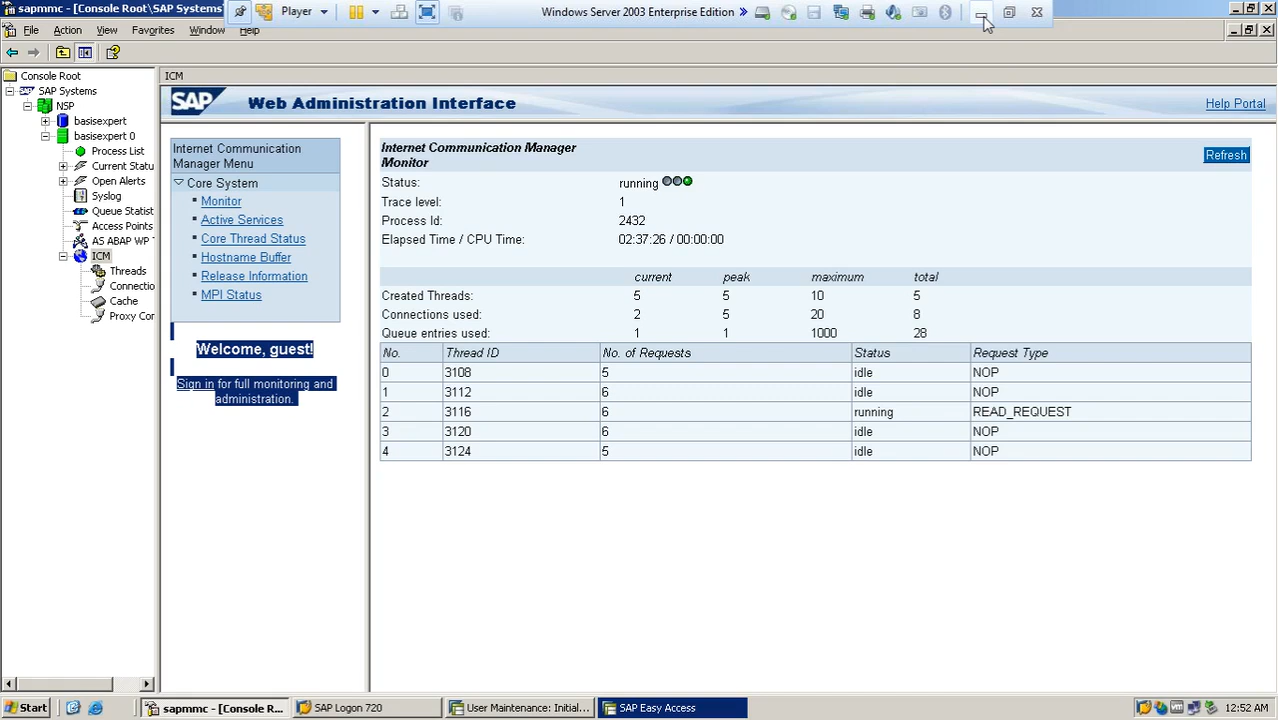 sapmmc - [Console Root\SAP Systems\
Player
Windows Server 2003 Enterprise Edition »
File Action View Favorites Window Help
Console Root
SAP Systems
NSP
basisexpert
basisexpert 0
Process List
Current Statu
Open Alerts
Syslog
Queue Statist
Access Points
AS ABAP WP T
ICM
Threads
Connectio
Cache
Proxy Cor
ICM
SAP
Web Administration Interface
Help Portal
Internet Communication
Manager Menu
Core System
Monitor
Active Services
Core Thread Status
Hostname Buffer
Release Information
MPI Status
Welcome, guest!
Sign in for full monitoring and
administration.
Internet Communication Manager
Monitor
Refresh
Status: running
Trace level: 1
Process Id: 2432
Elapsed Time / CPU Time: 02:37:26 / 00:00:00
current peak maximum total
Created Threads: 5 5 10 5
Connections used: 2 5 20 8
Queue entries used: 1 1 1000 28
No. Thread ID No. of Requests Status Request Type
0 3108 5 idle NOP
1 3112 6 idle NOP
2 3116 6 running READ_REQUEST
3 3120 6 idle NOP
4 3124 5 idle NOP
Start
sapmmc - [Console R...
SAP Logon 720
User Maintenance: Initial...
SAP Easy Access
12:52 AM